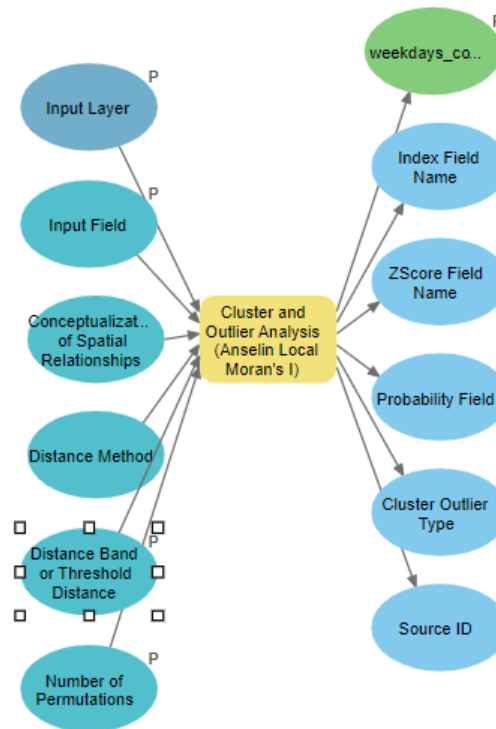 P
Input Layer
P
Input Field
Conceptualizat...
of Spatial
Relationships
Distance Method
P
Distance Band
or Threshold
Distance
P
Number of
Permutations
Cluster and
Outlier Analysis
(Anselin Local
Moran's I)
P
weekdays_co...
Index Field
Name
ZScore Field
Name
Probability Field
Cluster Outlier
Type
Source ID